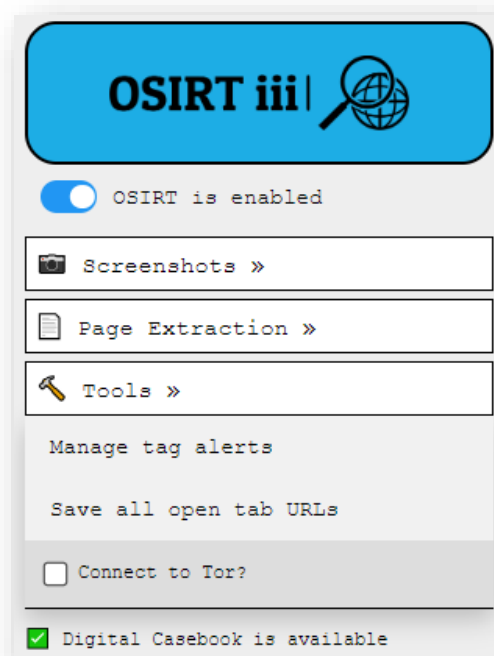 OSIRT iii|
OSIRT is enabled
Screenshots »
Page Extraction »
Tools »
Manage tag alerts
Save all open tab URLs
Connect to Tor?
Digital Casebook is available